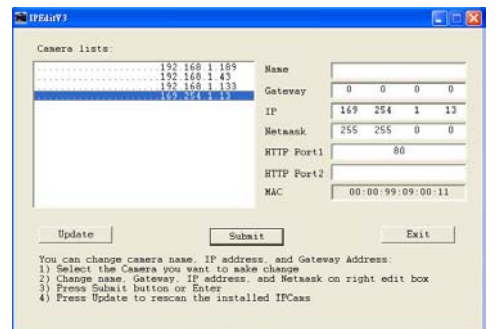 IPEditV3
Camera lists:
....................192.168.1.189
....................192.168.1.43
....................192.168.1.133
....................169.254.1.13
Name
Gateway 0 0 0 0
IP 169 254 1 13
Netmask 255 255 0 0
HTTP Port1 80
HTTP Port2
MAC 00:00:99:09:00:11
Update Submit Exit
You can change camera name, IP address, and Gateway Address:
1) Select the Camera you want to make change
2) Change name, Gateway, IP address, and Netmask on right edit box
3) Press Submit button or Enter
4) Press Update to rescan the installed IPCams